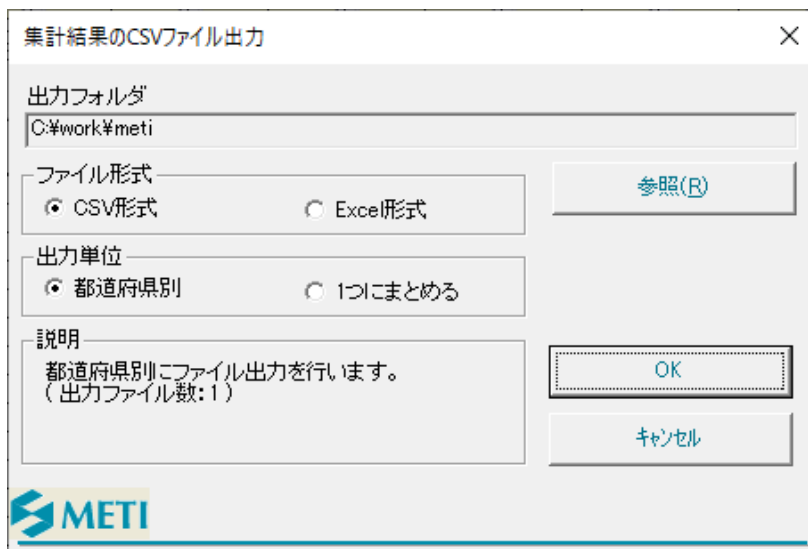 集計結果のCSVファイル出力
出力フォルダ
C:¥work¥meti
ファイル形式
CSV形式
Excel形式
参照(R)
出力単位
都道府県別
1つにまとめる
説明
都道府県別にファイル出力を行います。
(出力ファイル数:1)
OK
キャンセル
METI